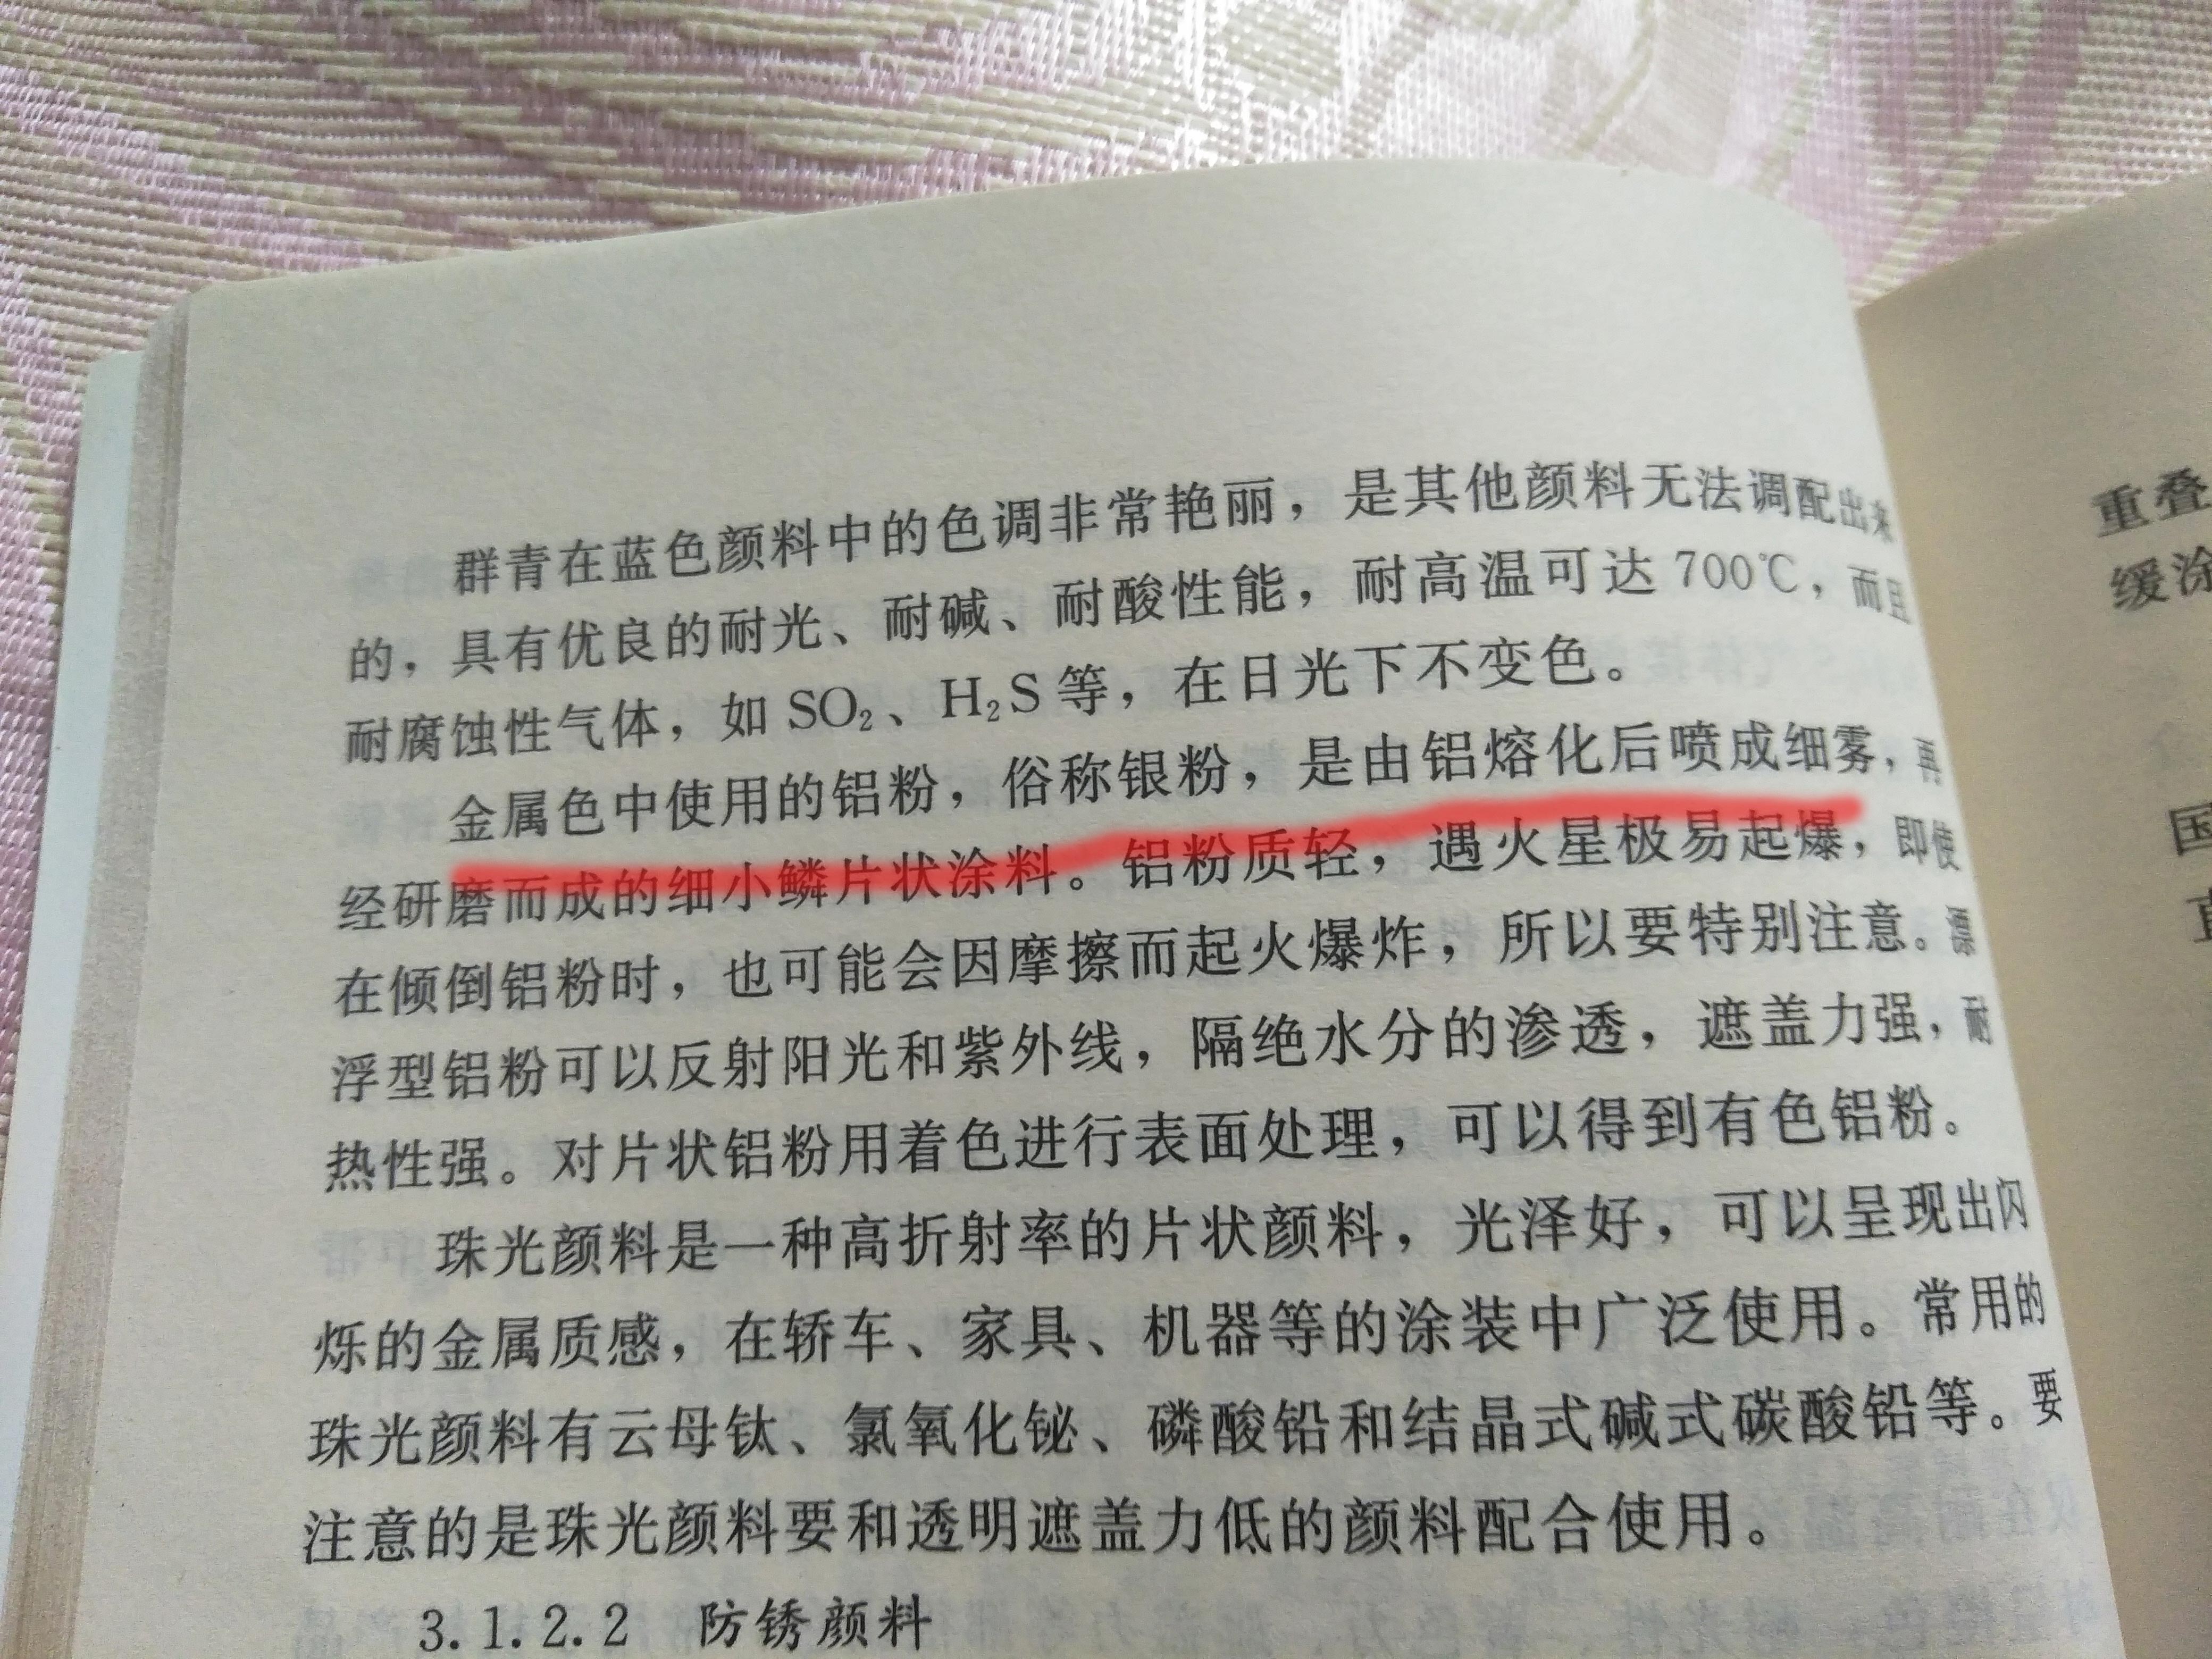 群青在蓝色颜料中的色调非常艳丽，是其他颜料无法调配出来
的，具有优良的耐光、耐碱、耐酸性能，耐高温可达 700℃，而且
耐腐蚀性气体，如 SO₂、H₂S 等，在日光下不变色。
金属色中使用的铝粉，俗称银粉，是由铝熔化后喷成细雾，再
经研磨而成的细小鳞片状涂料。铝粉质轻，遇火星极易起爆，即使
在倾倒铝粉时，也可能会因摩擦而起火爆炸，所以要特别注意。漂
浮型铝粉可以反射阳光和紫外线，隔绝水分的渗透，遮盖力强，耐
热性强。对片状铝粉用着色进行表面处理，可以得到有色铝粉。
珠光颜料是一种高折射率的片状颜料，光泽好，可以呈现出闪
烁的金属质感，在轿车、家具、机器等的涂装中广泛使用。常用的
珠光颜料有云母钛、氯氧化铋、磷酸铅和结晶式碱式碳酸铅等。要
注意的是珠光颜料要和透明遮盖力低的颜料配合使用。
3.1.2.2 防锈颜料
重叠
缓涂
国